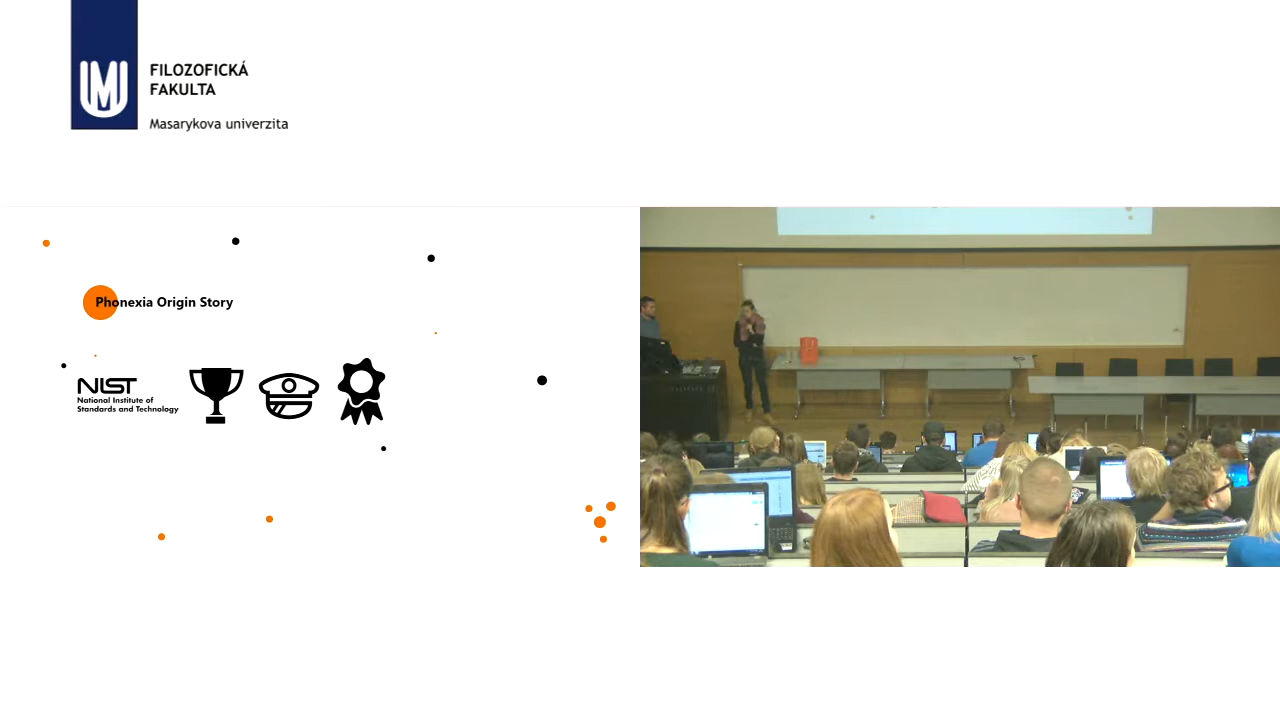 FILOZOFICKÁ
FAKULTA
Masarykova univerzita
Phonexia Origin Story
NIST
National Institute of
Standards and Technology